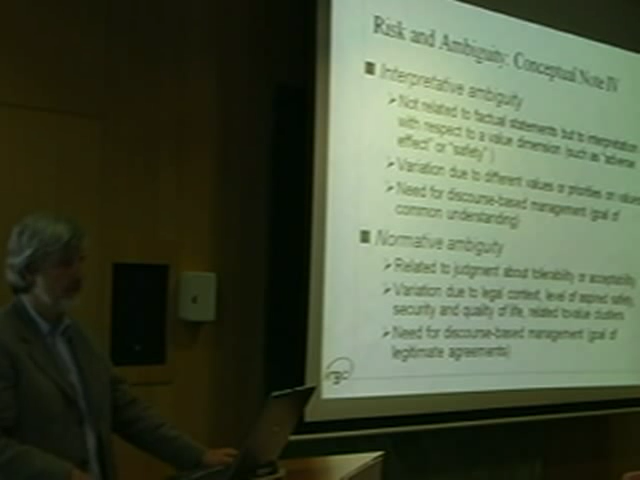 Risk and Ambiguity: Conceptual Note IV
Interpretative ambiguity
Not related to factual statements but to interpretation
with respect to a value dimension (such as "adverse
effect" or "safety")
Variation due to different values or priorities on values
Need for discourse-based management (goal of
common understanding)
Normative ambiguity
Related to judgment about tolerability or acceptability
Variation due to legal context, level of aspired safety,
security and quality of life, related to value clusters
Need for discourse-based management (goal of
legitimate agreements)
irgc